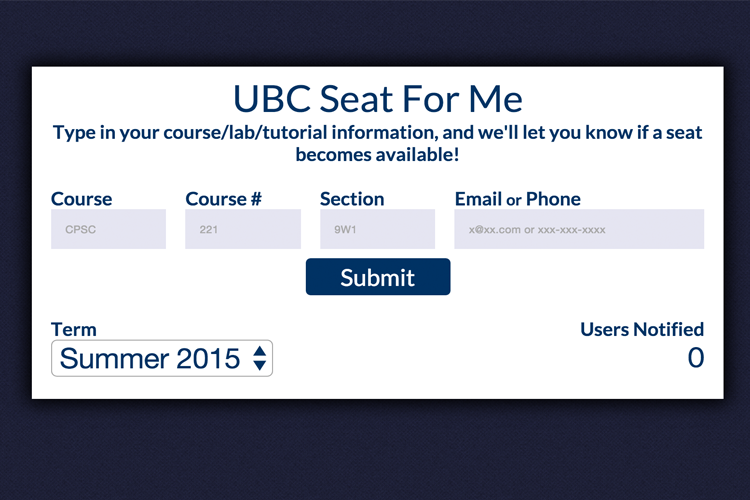 UBC Seat For Me
Type in your course/lab/tutorial information, and we'll let you know if a seat
becomes available!
Course Course # Section Email or Phone
CPSC 221 9W1 x@xx.com or xxx-xxx-xxxx
Submit
Term Users Notified
Summer 2015 0